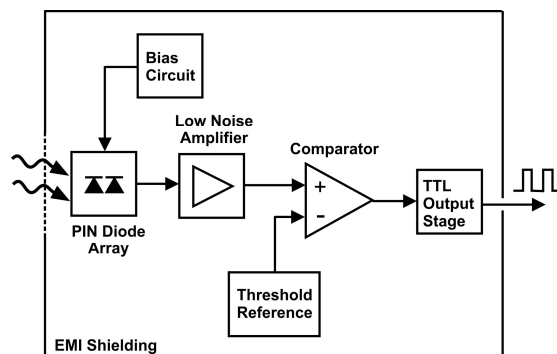 Bias
Circuit
Low Noise
Amplifier
Comparator
+
-
TTL
Output
Stage
PIN Diode
Array
Threshold
Reference
EMI Shielding